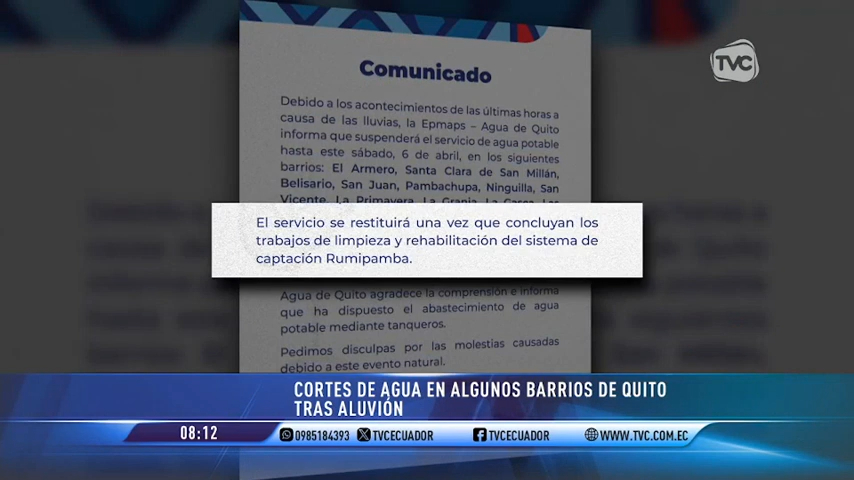 Comunicado
TVC
Debido a los acontecimientos de las últimas horas a
causa de las lluvias, la Epmaps – Agua de Quito
informa que suspenderá el servicio de agua potable
hasta este sábado, 6 de abril, en los siguientes
barrios: El Armero, Santa Clara de San Millán,
Belisario, San Juan, Pambachupa, Ninguilla, San
Vicente, La Primavera, La Granja, La Gasca, Las
El servicio se restituirá una vez que concluyan los
trabajos de limpieza y rehabilitación del sistema de
captación Rumipamba.
Agua de Quito agradece la comprensión e informa
que ha dispuesto el abastecimiento de agua
potable mediante tanqueros.
Pedimos disculpas por las molestias causadas
debido a este evento natural.
CORTES DE AGUA EN ALGUNOS BARRIOS DE QUITO
TRAS ALUVIÓN
08:12
0985184393
TVCECUADOR
TVCECUADOR
WWW.TVC.COM.EC